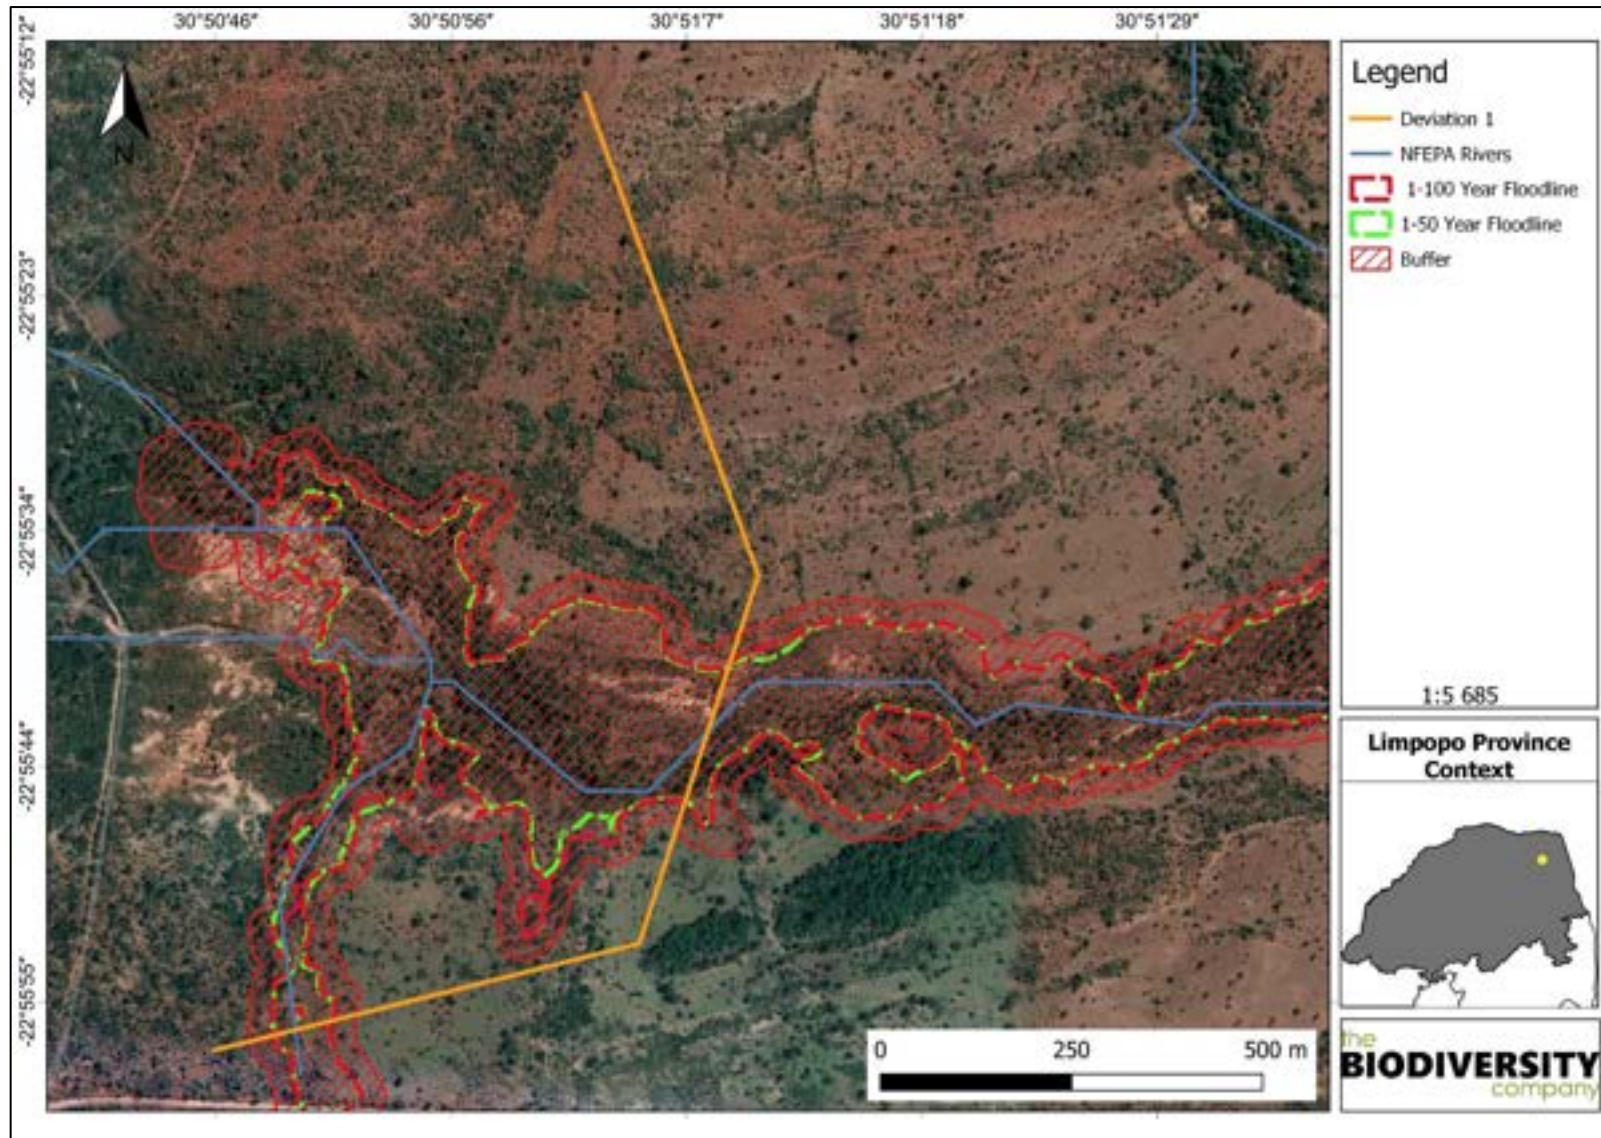 30°50'46" 30°50'56" 30°51'7" 30°51'18" 30°51'29"
-22°55'12"
-22°55'23"
-22°55'34"
-22°55'44"
-22°55'55"
N
0 250 500 m
Legend
Deviation 1
NFEPA Rivers
1-100 Year Floodline
1-50 Year Floodline
Buffer
1:5 685
Limpopo Province
Context
the
BIODIVERSITY
company